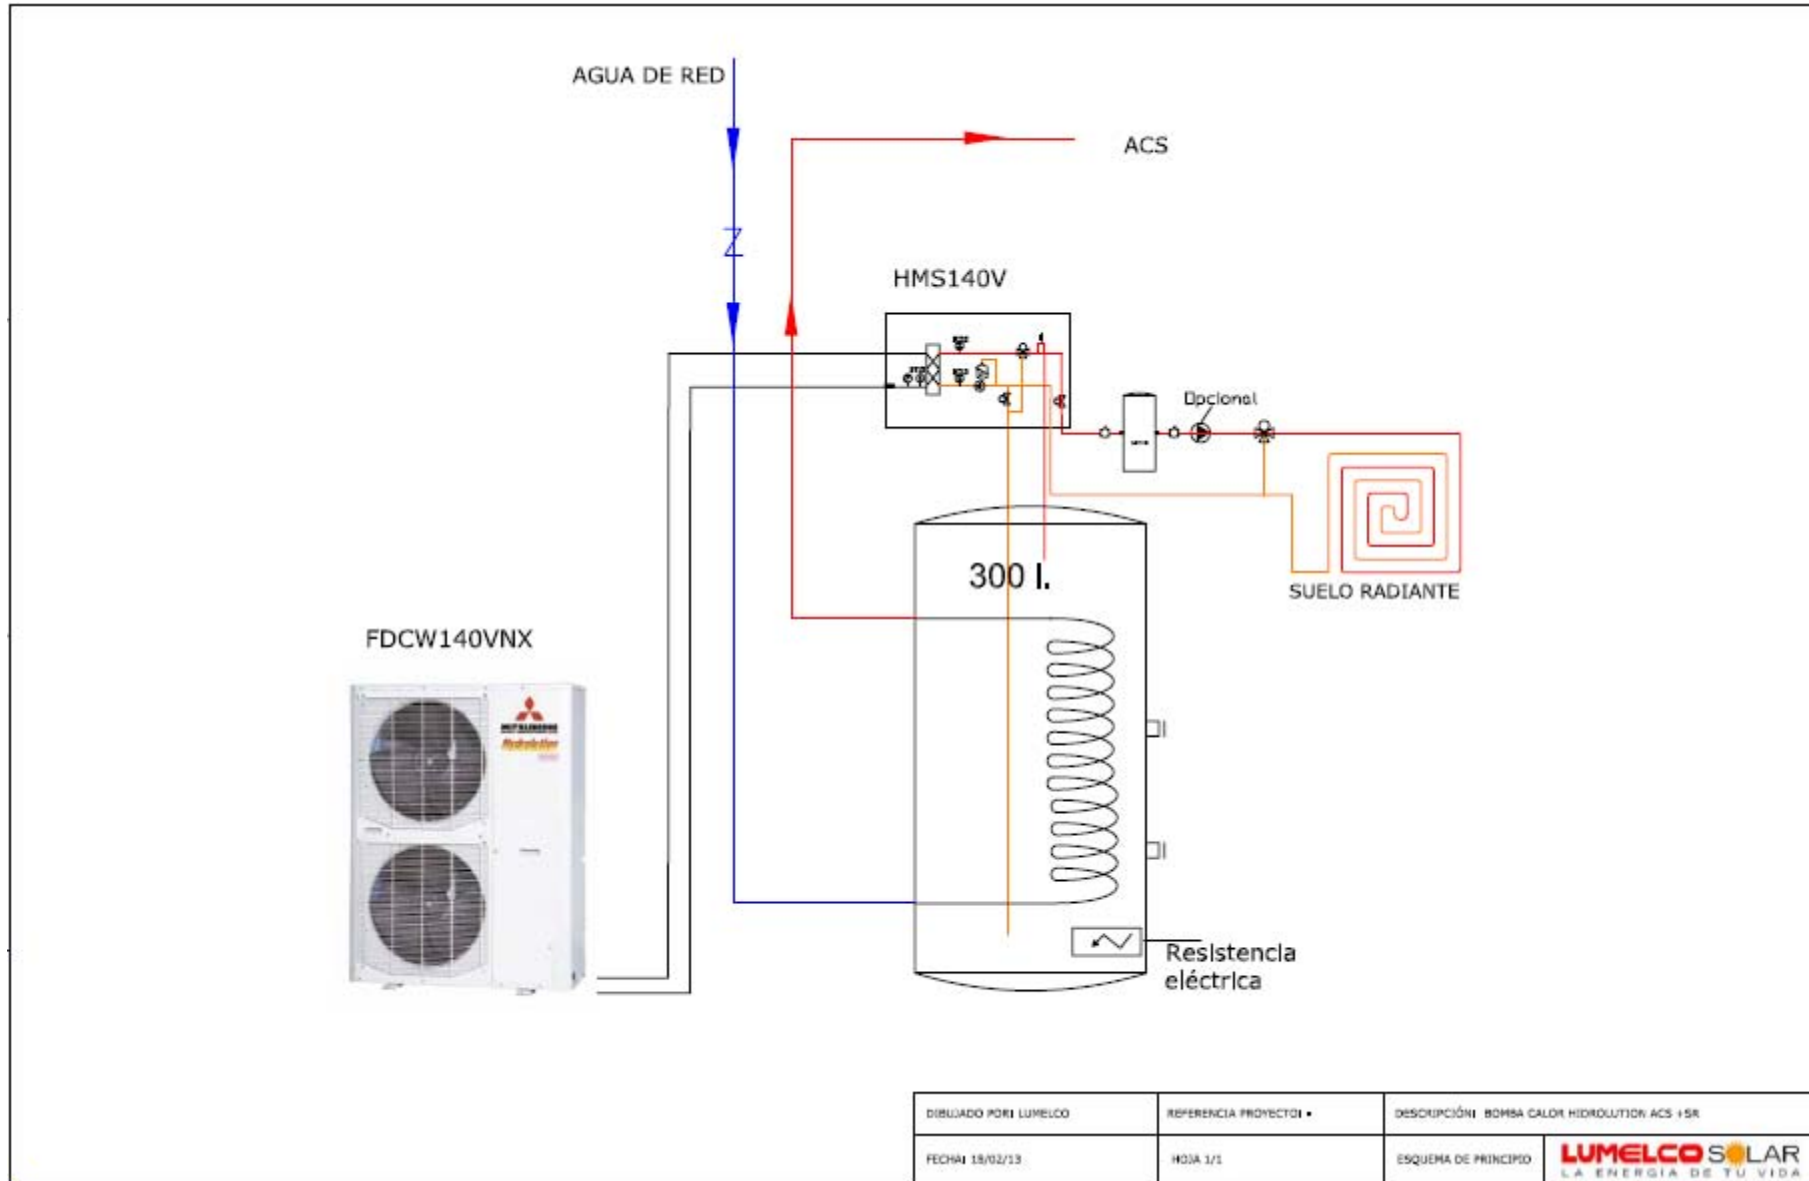 AGUA DE RED
ACS
HMS140V
Opcional
300 l.
SUELO RADIANTE
FDCW140VNX
MITSUBISHI
Hydrolution
Resistencia
eléctrica
DIBUJADO POR: LUMELCO
REFERENCIA PROYECTO: •
DESCRIPCIÓN: BOMBA CALOR HIDROLUTION ACS +SR
FECHA: 18/02/13
HOJA 1/1
ESQUEMA DE PRINCIPIO
LUMELCO SOLAR
LA ENERGIA DE TU VIDA